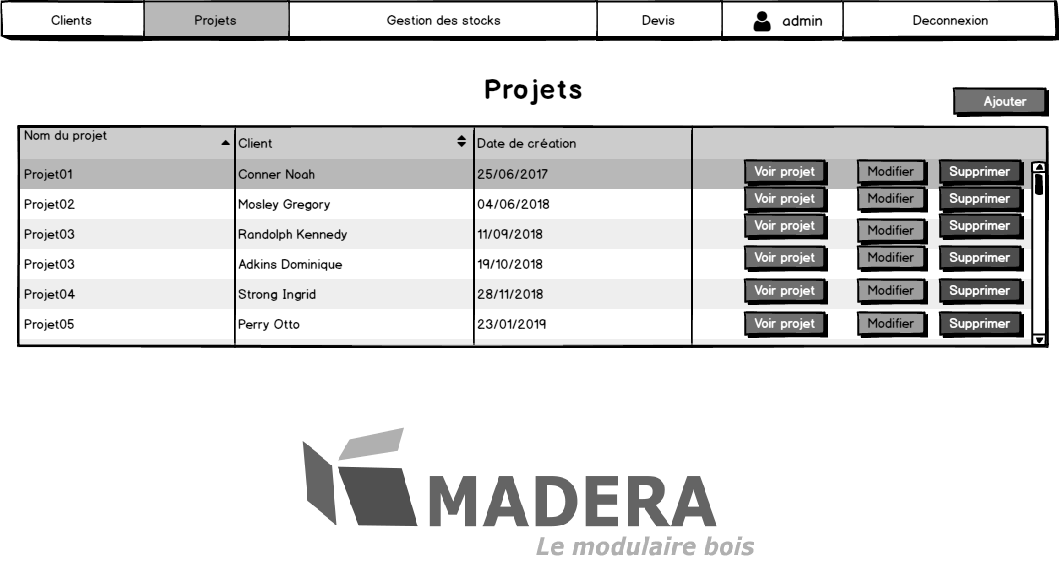 Clients Projets Gestion des stocks Devis admin Deconnexion
Projets
Ajouter
Nom du projet Client Date de création
Projet01 Conner Noah 25/06/2017 Voir projet Modifier Supprimer
Projet02 Mosley Gregory 04/06/2018 Voir projet Modifier Supprimer
Projet03 Randolph Kennedy 11/09/2018 Voir projet Modifier Supprimer
Projet03 Adkins Dominique 19/10/2018 Voir projet Modifier Supprimer
Projet04 Strong Ingrid 28/11/2018 Voir projet Modifier Supprimer
Projet05 Perry Otto 23/01/2019 Voir projet Modifier Supprimer
MADERA
Le modulaire bois